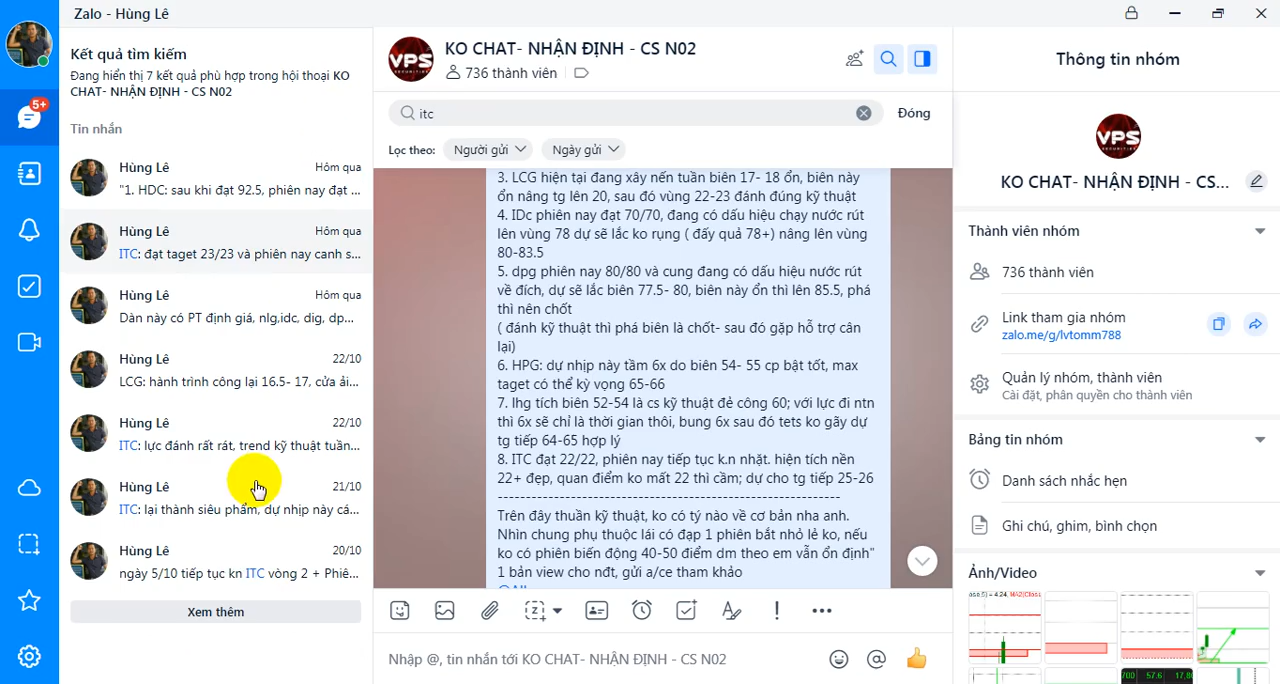 Zalo - Hùng Lê
Kết quả tìm kiếm
Đang hiển thị 7 kết quả phù hợp trong hội thoại KO
CHAT- NHẬN ĐỊNH - CS N02
Tin nhắn
Hùng Lê
Hôm qua
"1. HDC: sau khi đạt 92.5, phiên nay đạt ...
Hùng Lê
Hôm qua
ITC: đạt taget 23/23 và phiên nay canh s...
Hùng Lê
Hôm qua
Dàn này có PT định giá, nlg,idc, dig, dp...
Hùng Lê
22/10
LCG: hành trình công lại 16.5- 17, cửa ải...
Hùng Lê
22/10
ITC: lực đánh rất rát, trend kỹ thuật tuần...
Hùng Lê
21/10
ITC: lại thành siêu phẩm, dự nhịp này cá...
Hùng Lê
20/10
ngày 5/10 tiếp tục kn ITC vòng 2 + Phiê...
Xem thêm
5+
VPS
SECURITIES
KO CHAT- NHẬN ĐỊNH - CS N02
736 thành viên
itc
Đóng
Lọc theo:
Người gửi
Ngày gửi
3. LCG hiện tại đang xây nến tuần biên 17- 18 ổn, biên này
ổn nâng tg lên 20, sau đó vùng 22-23 đánh đúng kỹ thuật
4. IDc phiên nay đạt 70/70, đang có dấu hiệu chạy nước rút
lên vùng 78 dự sẽ lắc ko rụng ( đấy quả 78+) nâng lên vùng
80-83.5
5. dpg phiên nay 80/80 và cung đang có dấu hiệu nước rút
về đích, dự sẽ lắc biên 77.5- 80, biên này ổn thì lên 85.5, phá
thì nên chốt
( đánh kỹ thuật thì phá biên là chốt- sau đó gặp hỗ trợ cân
lại)
6. HPG: dự nhịp này tầm 6x do biên 54- 55 cp bật tốt, max
taget có thể kỳ vọng 65-66
7. lhg tích biên 52-54 là cs kỹ thuật đẻ công 60; với lực đi ntn
thì 6x sẽ chỉ là thời gian thôi, bung 6x sau đó tets ko gãy dự
tg tiếp 64-65 hợp lý
8. ITC đạt 22/22, phiên nay tiếp tục k.n nhặt. hiện tích nền
22+ đẹp, quan điểm ko mất 22 thì cầm; dự cho tg tiếp 25-26
--------------------------------------------------------
Trên đây thuần kỹ thuật, ko có tý nào về cơ bản nha anh.
Nhìn chung phụ thuộc lái có đạp 1 phiên bắt nhỏ lẻ ko, nếu
ko có phiên biến động 40-50 điểm dm theo em vẫn ổn định"
1 bản view cho nđt, gửi a/ce tham khảo
Nhập @, tin nhắn tới KO CHAT- NHẬN ĐỊNH - CS N02
Thông tin nhóm
VPS
SECURITIES
KO CHAT- NHẬN ĐỊNH - CS...
Thành viên nhóm
736 thành viên
Link tham gia nhóm
zalo.me/g/lvtomm788
Quản lý nhóm, thành viên
Cài đặt, phân quyền cho thành viên
Bảng tin nhóm
Danh sách nhắc hẹn
Ghi chú, ghim, bình chọn
Ảnh/Video